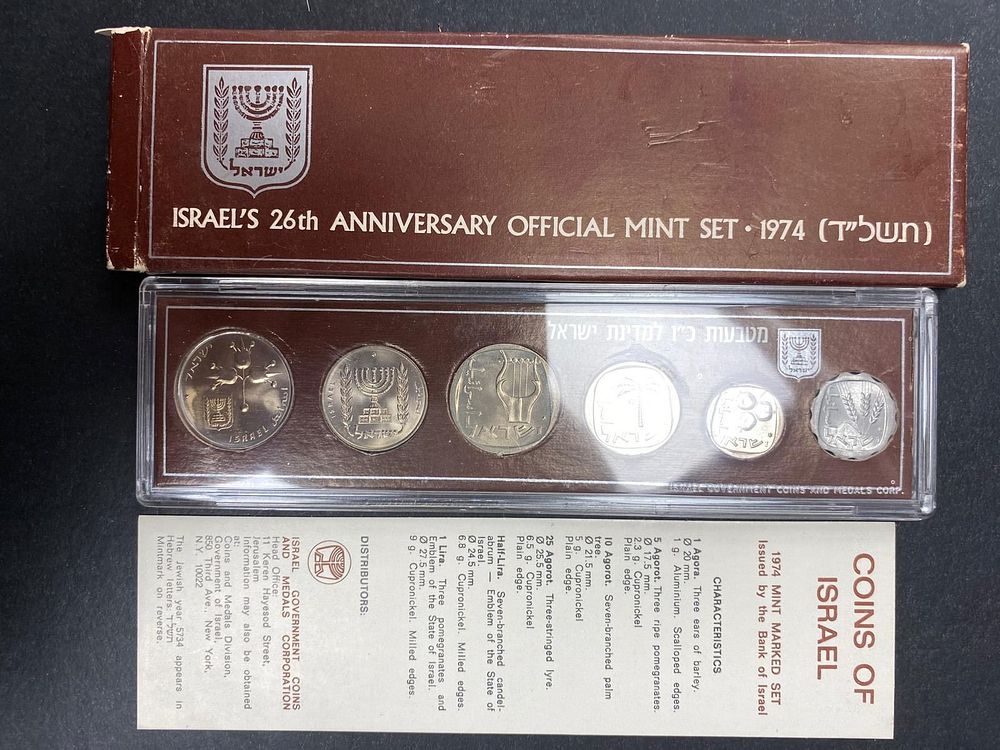 ישראל
ISRAEL'S 26th ANNIVERSARY OFFICIAL MINT SET · 1974 (תשל״ד)
מטבעות כ״ו למדינת ישראל
ישראל
ISRAEL
ISRAEL
ישראל
ישראל
ישראל
ישראל
ישראל
ISRAEL GOVERNMENT COINS AND MEDALS CORP.
COINS OF
ISRAEL
1974 MINT MARKED SET
Issued by the Bank of Israel
CHARACTERISTICS
1 Agora. Three ears of barley.
Ø 20 mm.
1 g. Aluminium. Scalloped edges.
5 Agorot. Three ripe pomegranates.
Ø 17.5 mm.
2.3 g. Cupronickel
Plain edge.
10 Agorot. Seven-branched palm
tree.
Ø 21.5 mm.
5 g. Cupronickel
Plain edge.
25 Agorot. Three-stringed lyre.
Ø 25.5 mm.
6.5 g. Cupronickel
Plain edge.
Half-Lira. Seven-branched candel-
abrum — Emblem of the State of
Israel.
Ø 24.5 mm.
6.8 g. Cupronickel. Milled edges.
1 Lira. Three pomegranates and
Emblem of the State of Israel.
Ø 27.5 mm.
9 g. Cupronickel. Milled edges.
DISTRIBUTORS:
ISRAEL GOVERNMENT COINS
AND MEDALS CORPORATION
Head Office:
11 Keren Hayesod Street,
Jerusalem
Information may also be obtained
at:
Coins and Medals Division,
Government of Israel,
850 Third Ave., New York,
N.Y. 10022
The Jewish year 5734 appears in
Hebrew letters: תשל״ד
Mintmark on reverse.